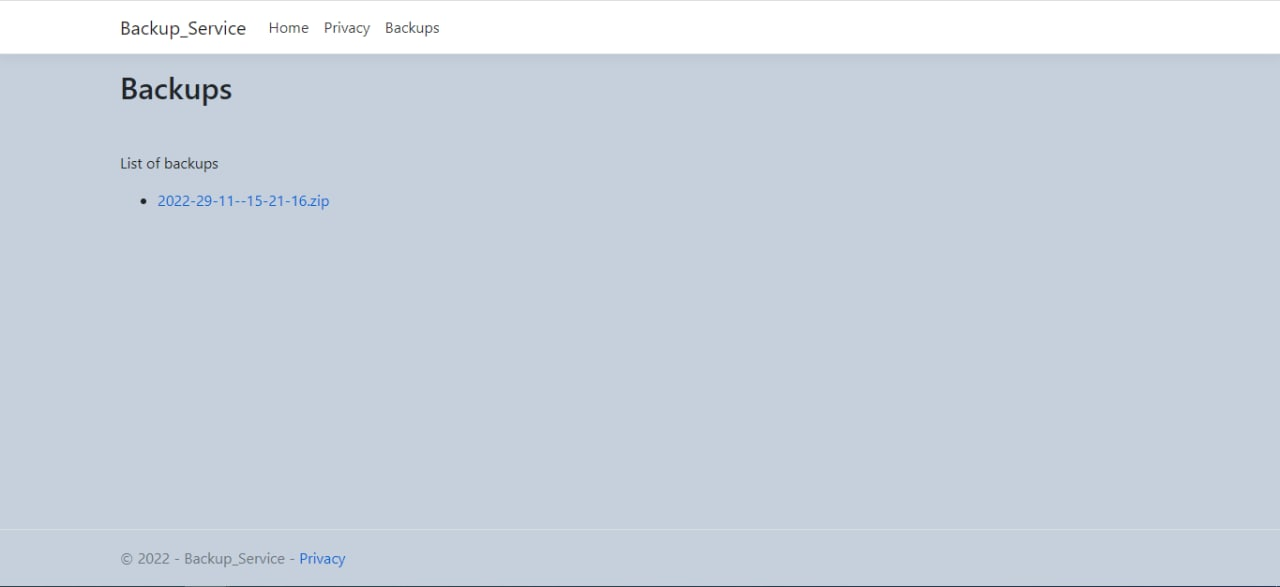 Backup_Service Home Privacy Backups
Backups
List of backups
2022-29-11--15-21-16.zip
© 2022 - Backup_Service - Privacy